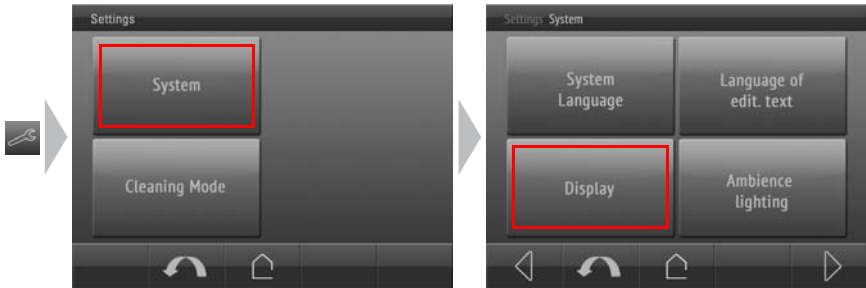 Settings
System
Cleaning Mode
Settings System
System
Language
Language of
edit. text
Display
Ambience
lighting